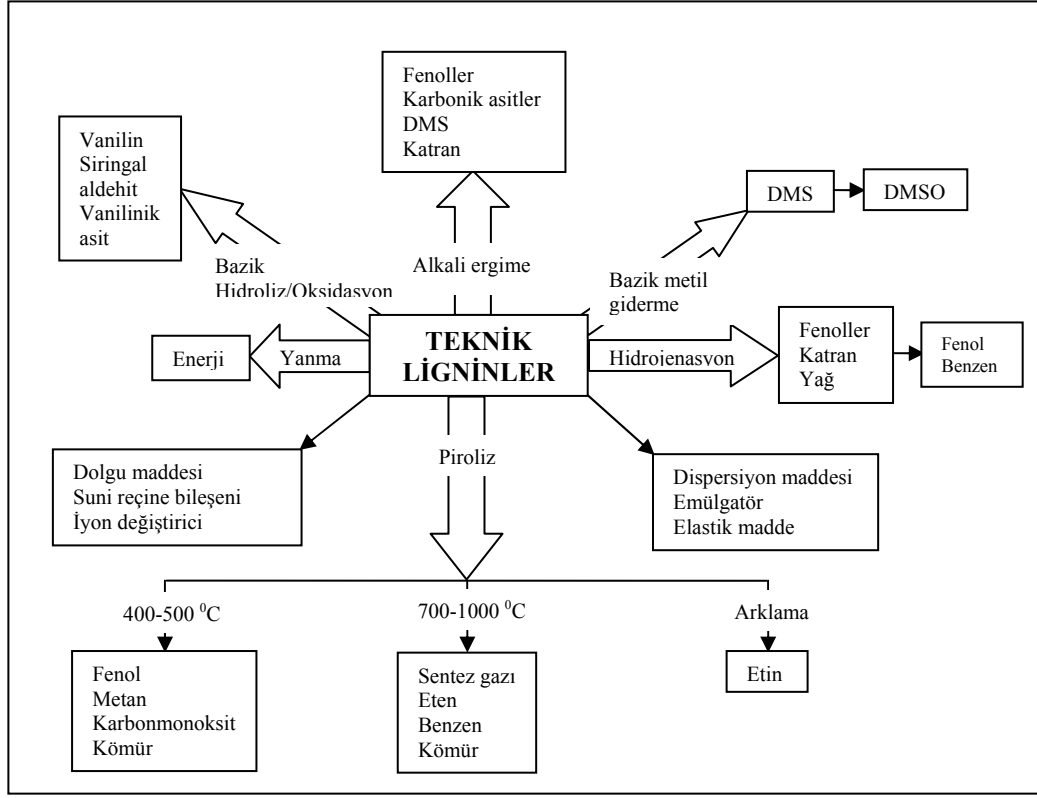 Fenoller
Karbonik asitler
DMS
Katran
Vanilin
Siringal
aldehit
Vanilinik
asit
DMS
DMSO
Bazik
Hidroliz/Oksidasyon
Alkali ergime
Bazik metil
giderme
Enerji
Yanma
TEKNİK
LİGNİNLER
Hidrojenasyon
Fenoller
Katran
Yağ
Fenol
Benzen
Dolgu maddesi
Suni reçine bileşeni
İyon değiştirici
Piroliz
Dispersiyon maddesi
Emülgatör
Elastik madde
400-500 ⁰C
700-1000 ⁰C
Arklama
Fenol
Metan
Karbonmonoksit
Kömür
Sentez gazı
Eten
Benzen
Kömür
Etin